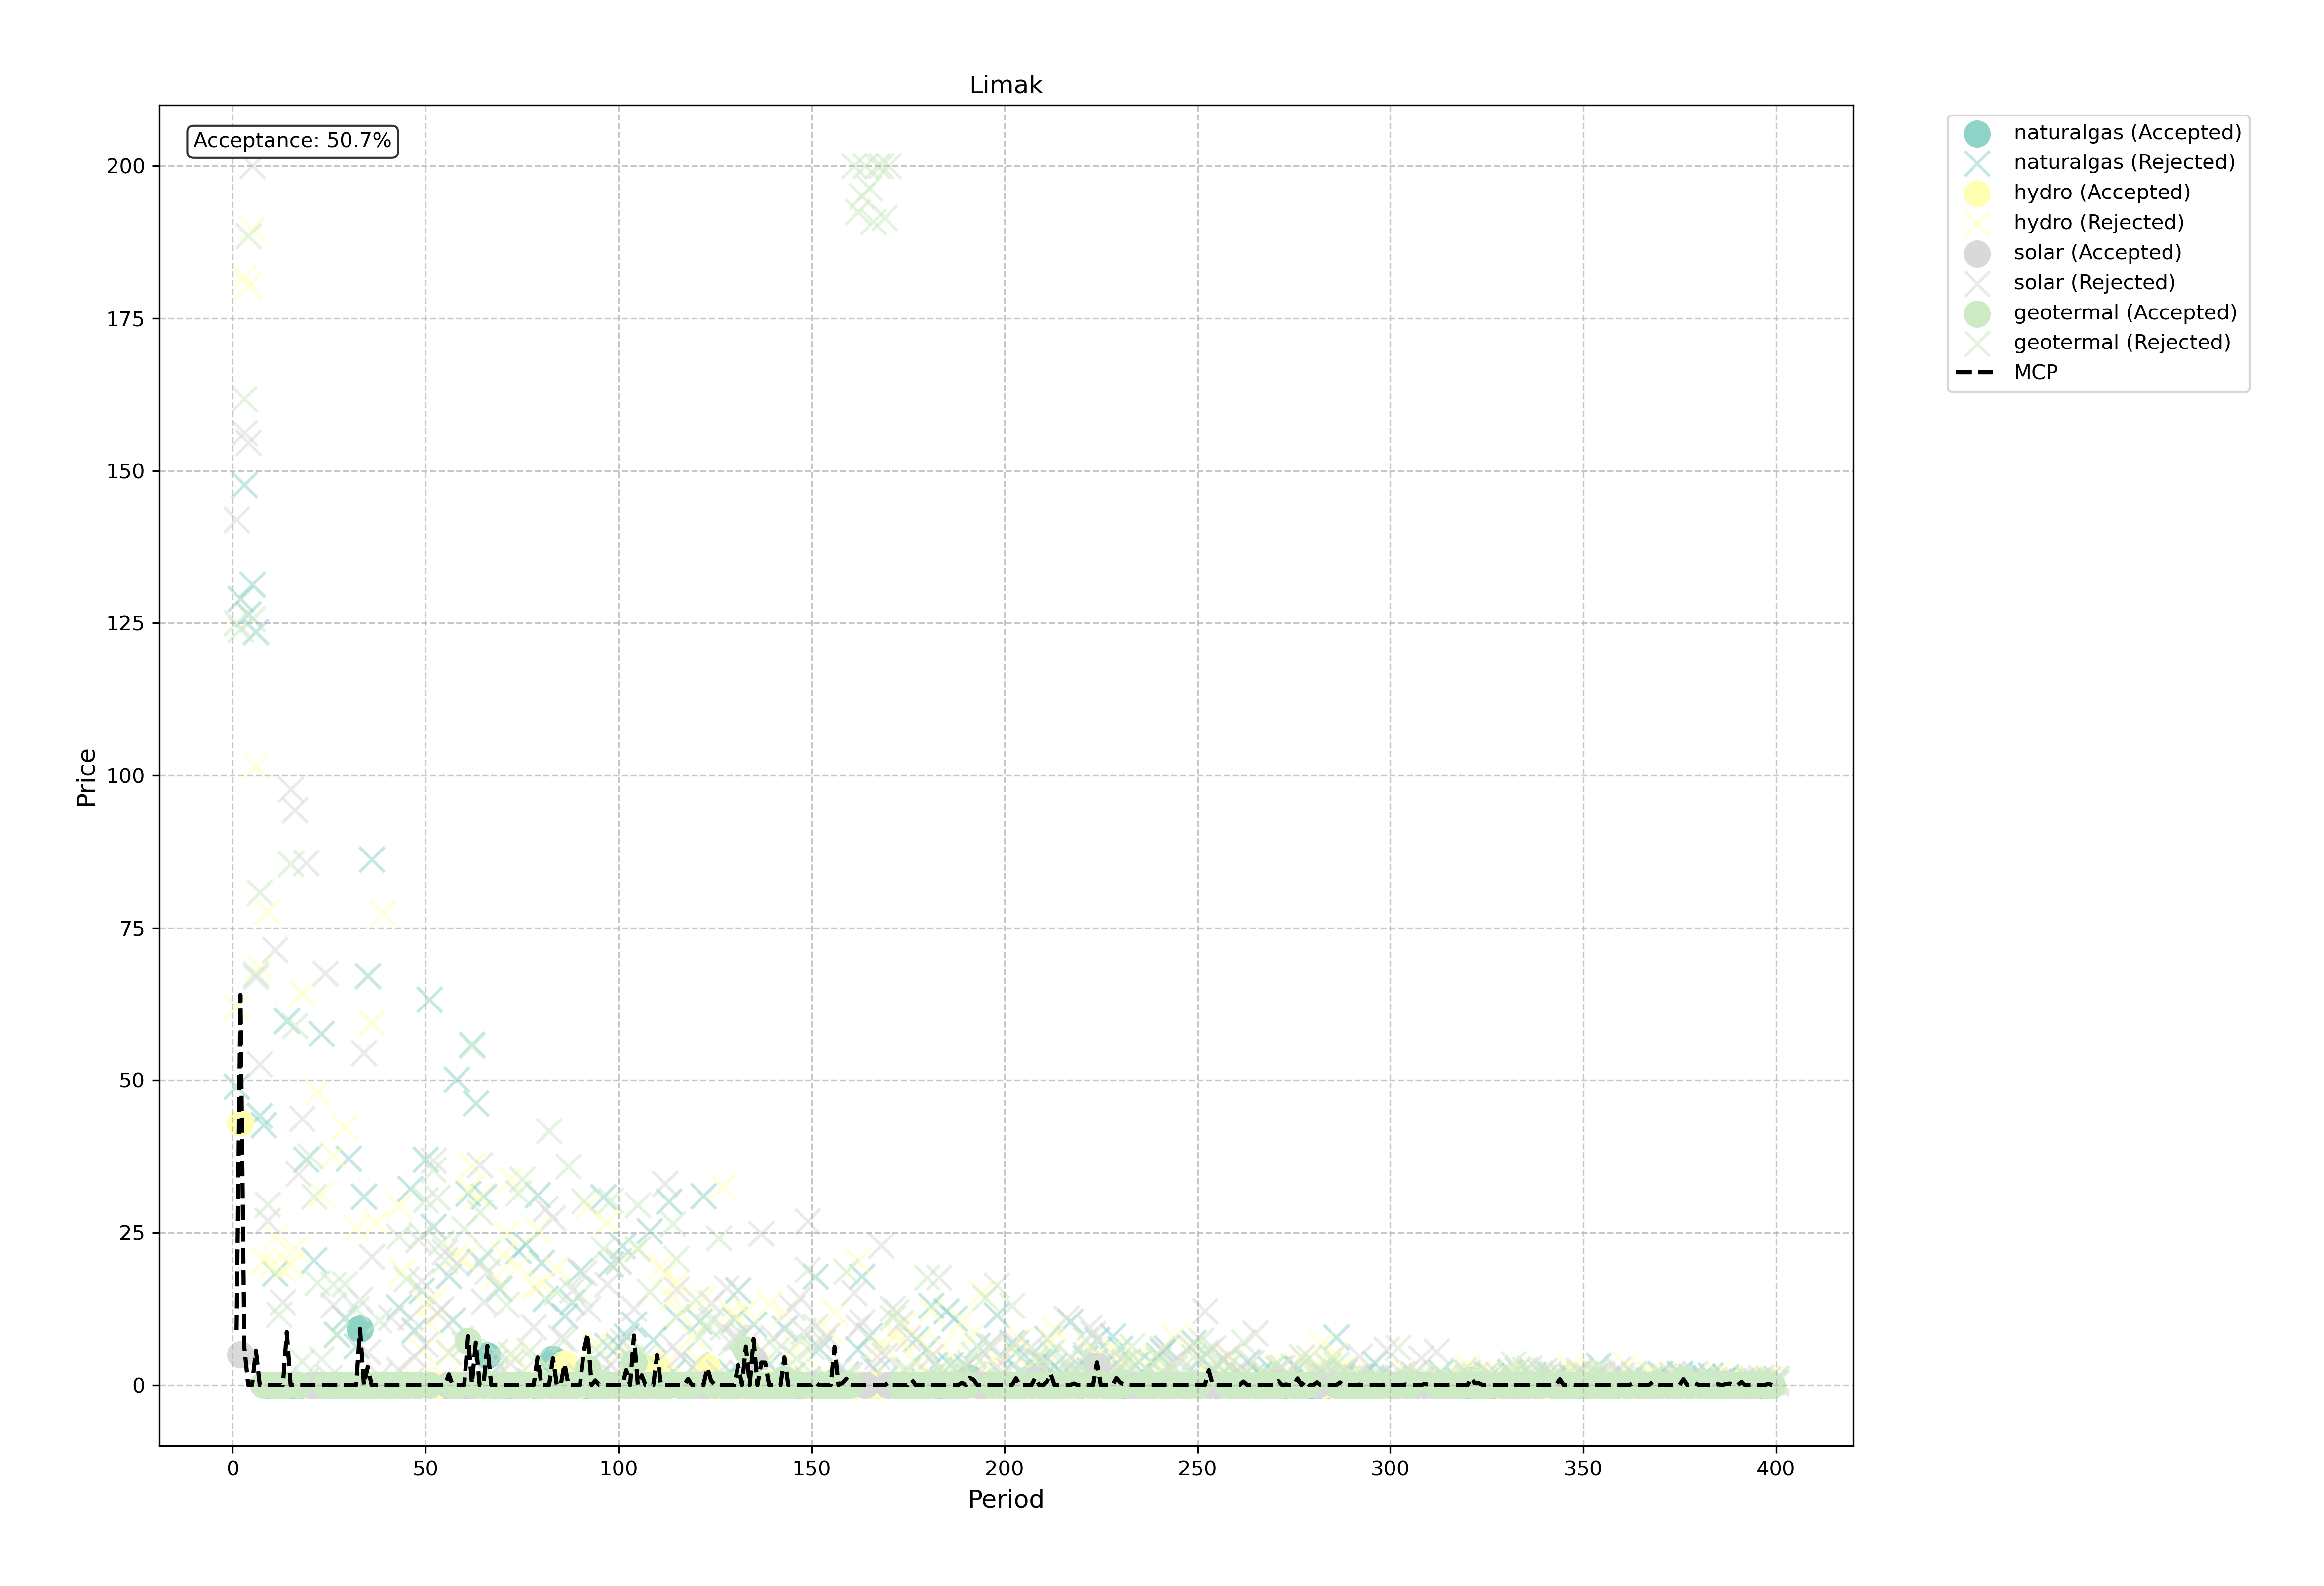 Limak
Acceptance: 50.7%
200
175
150
125
100
75
50
25
0
Price
0 50 100 150 200 250 300 350 400
Period
naturalgas (Accepted)
naturalgas (Rejected)
hydro (Accepted)
hydro (Rejected)
solar (Accepted)
solar (Rejected)
geotermal (Accepted)
geotermal (Rejected)
MCP